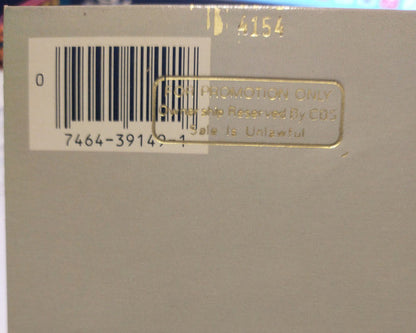 4154
0
FOR PROMOTION ONLY
Ownership Reserved By CBS
Sale Is Unlawful
7464-39149-1